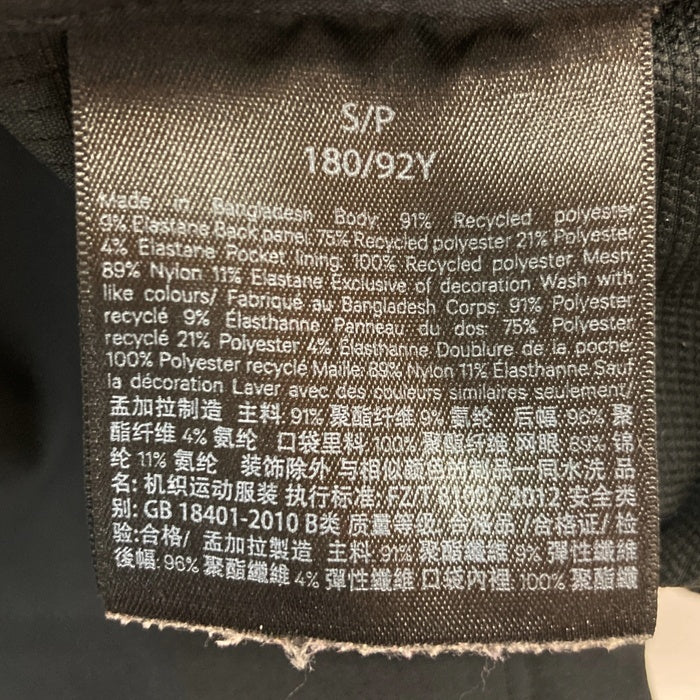 S/P
180/92Y
Made in Bangladesh Body: 91% Recycled polyester
9% Elastane Back panel: 75% Recycled polyester 21% Polyester
4% Elastane Pocket lining: 100% Recycled polyester Mesh:
89% Nylon 11% Elastane Exclusive of decoration Wash with
like colours/ Fabriqué au Bangladesh Corps: 91% Polyester
recyclé 9% Élasthanne Panneau du dos: 75% Polyester
recyclé 21% Polyester 4% Élasthanne Doublure de la poche:
100% Polyester recyclé Maille: 89% Nylon 11% Élasthanne Sauf
la décoration Laver avec des couleurs similaires seulement/
孟加拉制造 主料: 91% 聚酯纤维 9% 氨纶 后幅: 96% 聚
酯纤维 4% 氨纶 口袋里料: 100% 聚酯纤维 网眼: 89% 锦
纶 11% 氨纶 装饰除外 与相似颜色的制品一同水洗 品
名: 机织运动服装 执行标准: FZ/T 81007-2012 安全类
别: GB 18401-2010 B类 质量等级: 合格品 /合格证/ 检
验:合格/ 孟加拉製造 主料: 91% 聚酯纖維 9% 彈性纖維
後幅: 96% 聚酯纖維 4% 彈性纖維 口袋內裡: 100% 聚酯纖